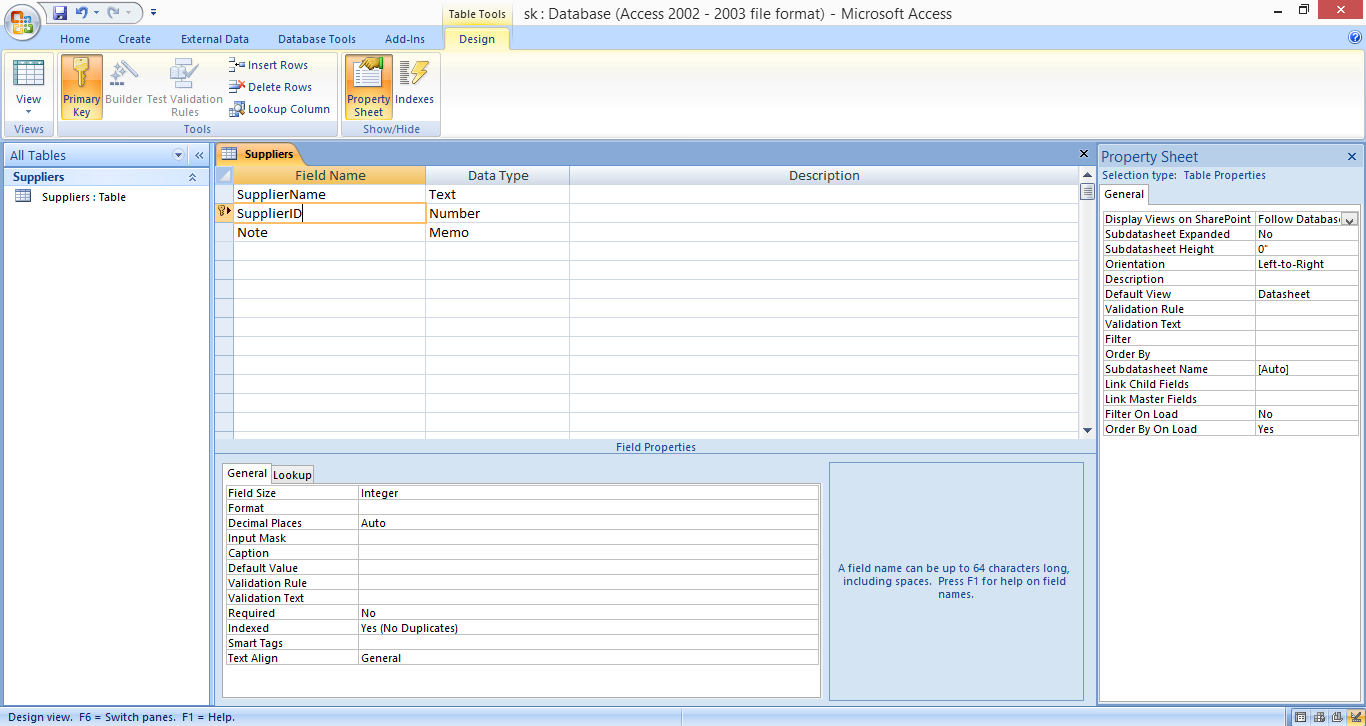 Table Tools
sk : Database (Access 2002 - 2003 file format) - Microsoft Access
Home Create External Data Database Tools Add-Ins Design
View
Primary Key
Builder
Test Validation Rules
Insert Rows
Delete Rows
Lookup Column
Property Sheet
Indexes
Views Tools Show/Hide
All Tables
Suppliers
Suppliers : Table
Suppliers
Field Name Data Type Description
SupplierName Text
SupplierID Number
Note Memo
Field Properties
General Lookup
Field Size Integer
Format
Decimal Places Auto
Input Mask
Caption
Default Value
Validation Rule
Validation Text
Required No
Indexed Yes (No Duplicates)
Smart Tags
Text Align General
A field name can be up to 64 characters long,
including spaces. Press F1 for help on field
names.
Property Sheet
Selection type: Table Properties
General
Display Views on SharePoint Follow Databas
Subdatasheet Expanded No
Subdatasheet Height 0"
Orientation Left-to-Right
Description
Default View Datasheet
Validation Rule
Validation Text
Filter
Order By
Subdatasheet Name [Auto]
Link Child Fields
Link Master Fields
Filter On Load No
Order By On Load Yes
Design view. F6 = Switch panes. F1 = Help.